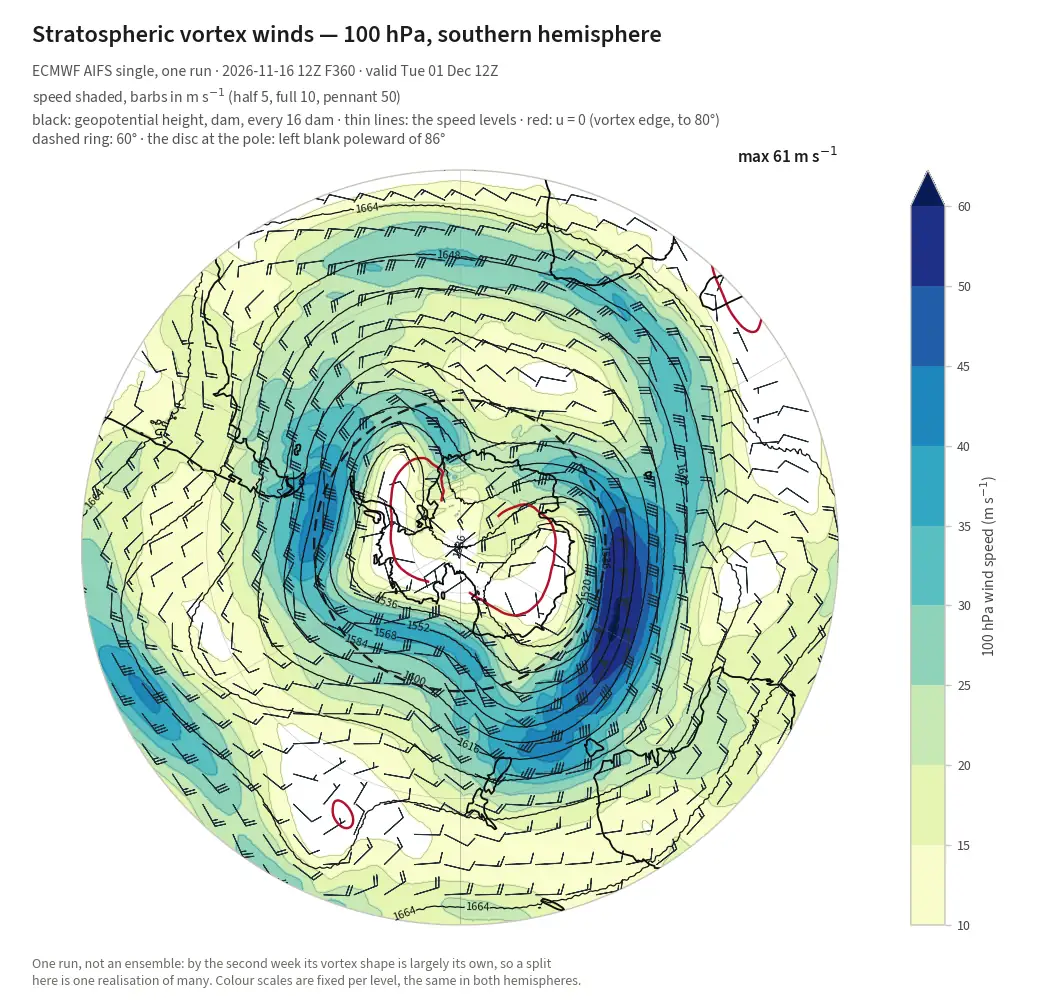 Stratospheric vortex winds — 100 hPa, southern hemisphere
ECMWF AIFS single, one run · 2026-11-16 12Z F360 · valid Tue 01 Dec 12Z
speed shaded, barbs in m s⁻¹ (half 5, full 10, pennant 50)
black: geopotential height, dam, every 16 dam · thin lines: the speed levels · red: u = 0 (vortex edge, to 80°)
dashed ring: 60° · the disc at the pole: left blank poleward of 86°
max 61 m s⁻¹
1664
1648
1664
1520
1536
1552
1568
1584
1616
1664
1664
60
50
45
40
35
30
25
20
15
10
100 hPa wind speed (m s⁻¹)
One run, not an ensemble: by the second week its vortex shape is largely its own, so a split
here is one realisation of many. Colour scales are fixed per level, the same in both hemispheres.